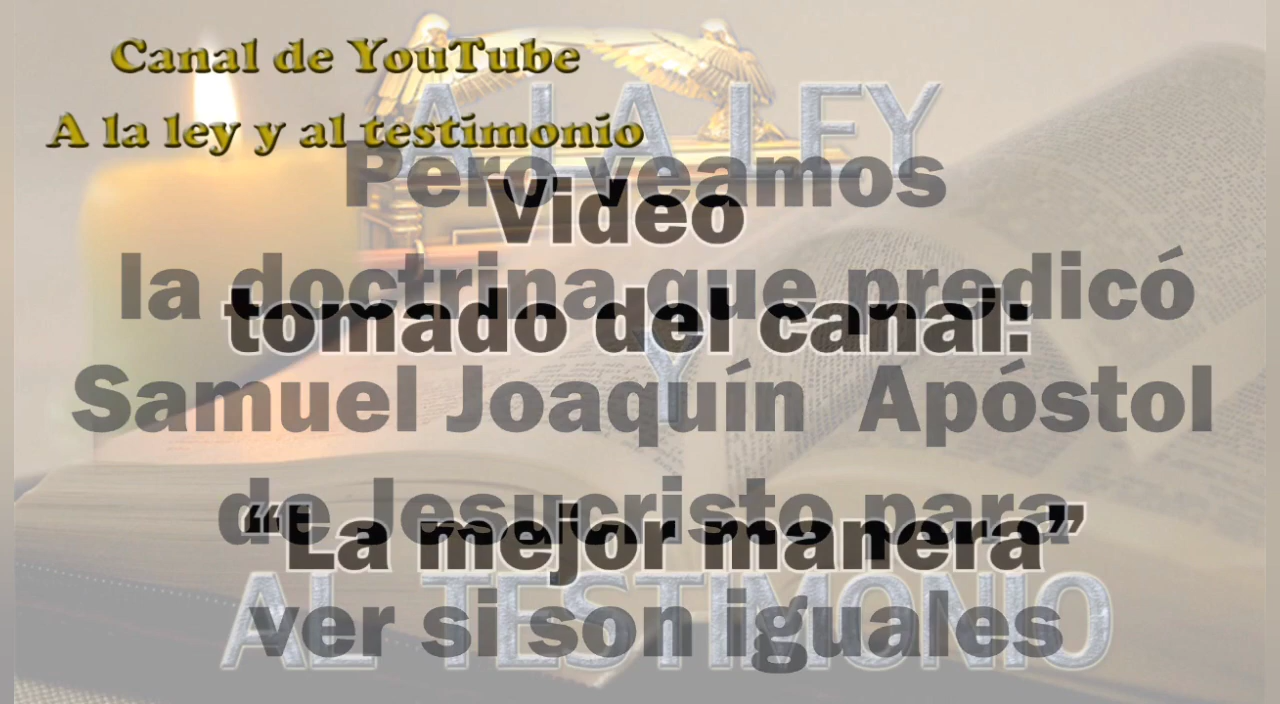 Canal de YouTube
A la ley y al testimonio
A LA LEY
Y
AL TESTIMONIO
Pero veamos
la doctrina que predicó
Samuel Joaquín Apóstol
de Jesucristo para
ver si son iguales
Video
tomado del canal:
“La mejor manera”